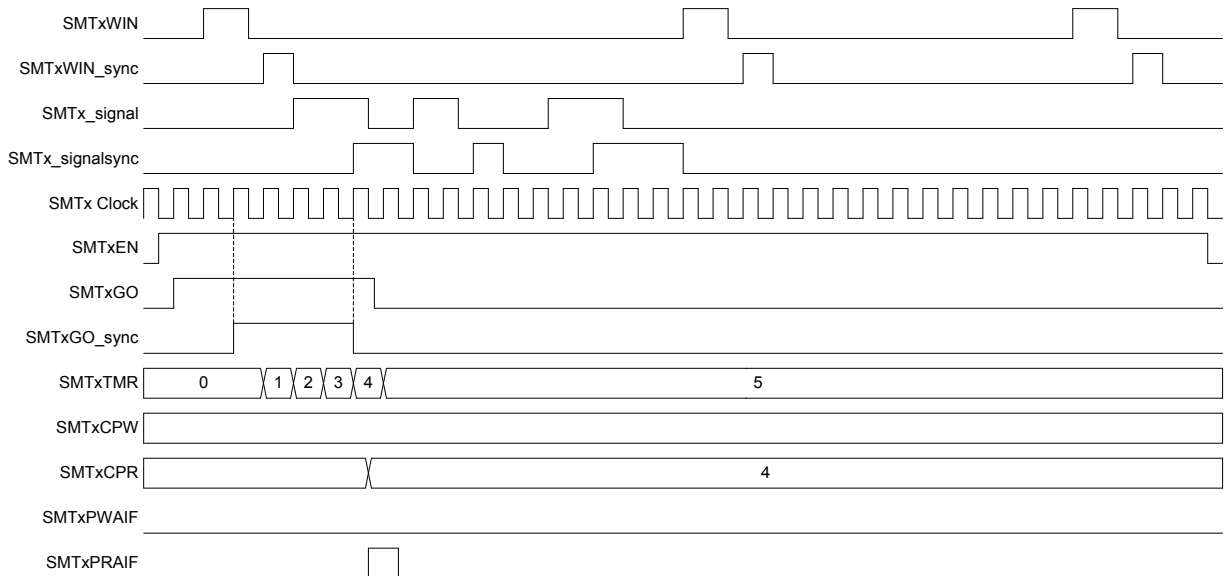 SMTxWIN
SMTxWIN_sync
SMTx_signal
SMTx_signalsync
SMTx Clock
SMTxEN
SMTxGO
SMTxGO_sync
SMTxTMR 0 1 2 3 4 5
SMTxCPW
SMTxCPR 4
SMTxPWAIF
SMTxPRAIF